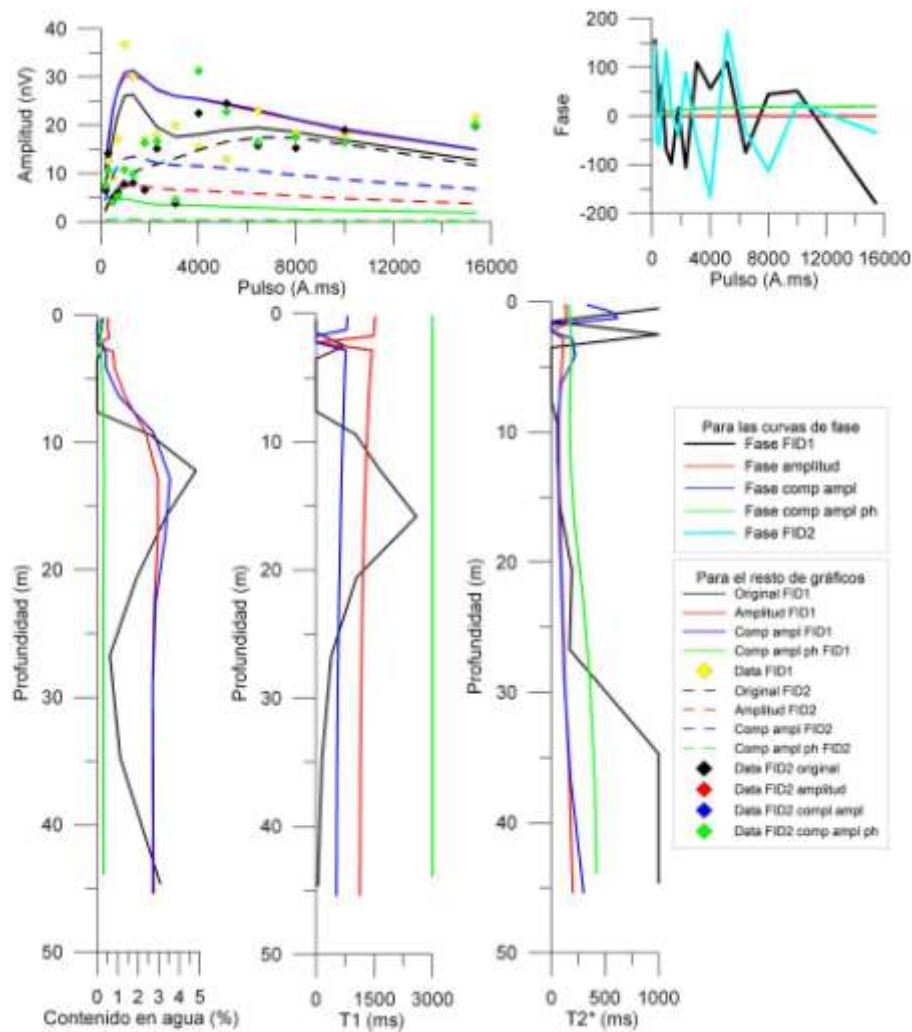 Amplitud (nV)
40
30
20
10
0
0
4000
8000
12000
16000
Pulso (A.ms)
Fase
200
100
0
-100
-200
0
4000
8000
12000
16000
Pulso (A.ms)
Profundidad (m)
0
10
20
30
40
50
0 1 2 3 4 5
Contenido en agua (%)
Profundidad (m)
0
10
20
30
40
50
0
1500
3000
T1 (ms)
Profundidad (m)
0
10
20
30
40
50
0
500
1000
T2* (ms)
Para las curvas de fase
Fase FID1
Fase amplitud
Fase comp ampl
Fase comp ampl ph
Fase FID2
Para el resto de gráficos
Original FID1
Amplitud FID1
Comp ampl FID1
Comp ampl ph FID1
Data FID1
Original FID2
Amplitud FID2
Comp ampl FID2
Comp ampl ph FID2
Data FID2 original
Data FID2 amplitud
Data FID2 compl ampl
Data FID2 comp ampl ph